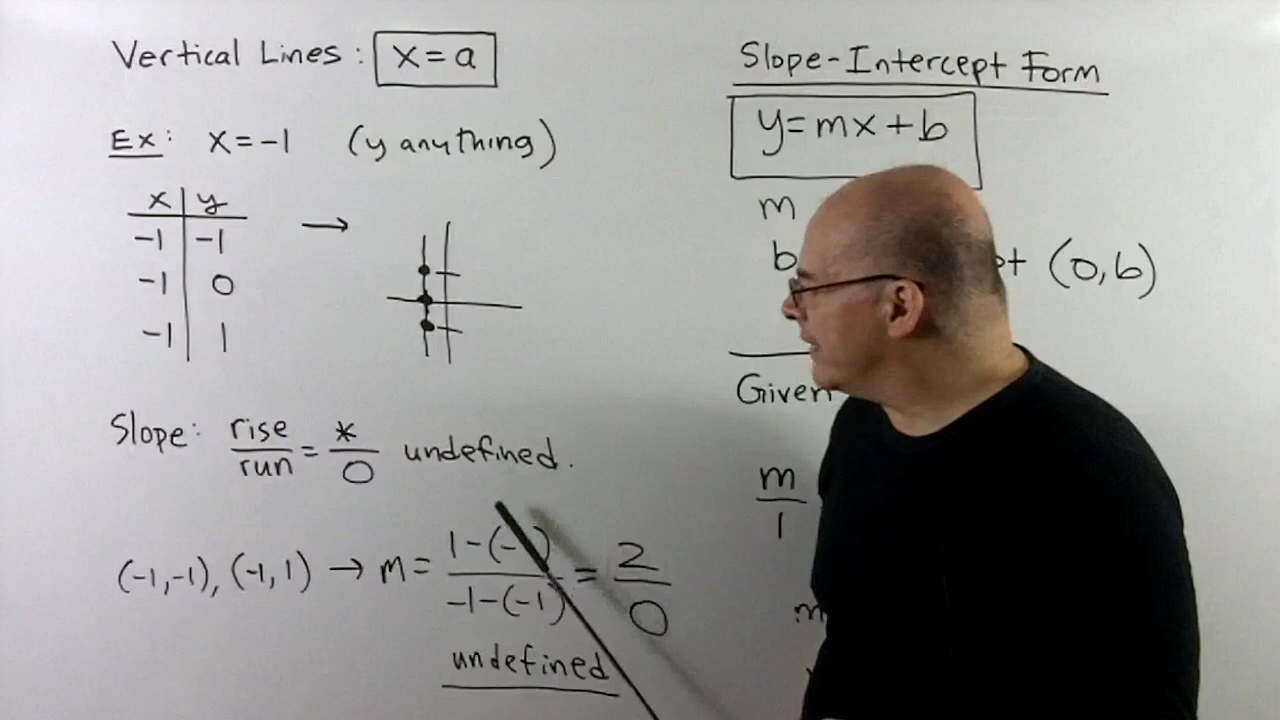 Vertical Lines: x=a
Ex: x=-1 (y anything)
x | y
-1 | -1
-1 | 0
-1 | 1
→
Slope: rise/run = */0 undefined.
(-1,-1), (-1,1) → m = 1-(- )/-1-(-1) = 2/0
undefined
Slope-Intercept Form
y=mx+b
m
b (0,b)
Given
m/1
m